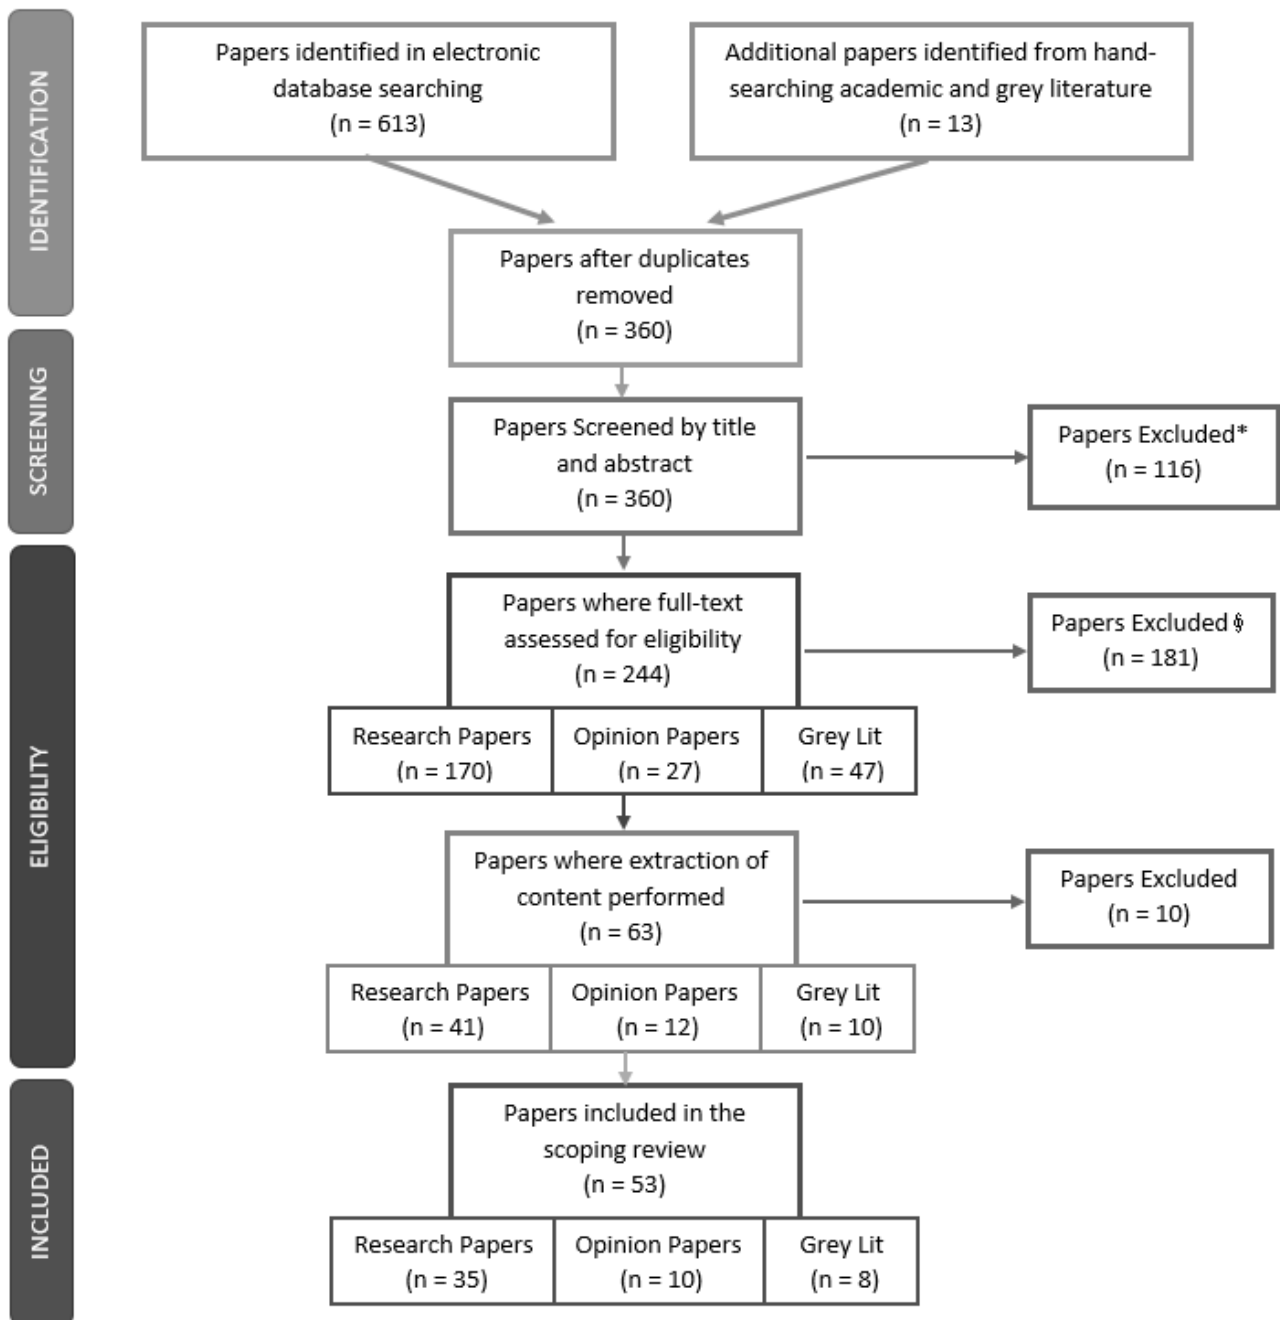 IDENTIFICATION
Papers identified in electronic
database searching
(n = 613)
Additional papers identified from hand-
searching academic and grey literature
(n = 13)
Papers after duplicates
removed
(n = 360)
SCREENING
Papers Screened by title
and abstract
(n = 360)
Papers Excluded*
(n = 116)
ELIGIBILITY
Papers where full-text
assessed for eligibility
(n = 244)
Papers Excluded §
(n = 181)
Research Papers
(n = 170)
Opinion Papers
(n = 27)
Grey Lit
(n = 47)
Papers where extraction of
content performed
(n = 63)
Papers Excluded
(n = 10)
Research Papers
(n = 41)
Opinion Papers
(n = 12)
Grey Lit
(n = 10)
INCLUDED
Papers included in the
scoping review
(n = 53)
Research Papers
(n = 35)
Opinion Papers
(n = 10)
Grey Lit
(n = 8)